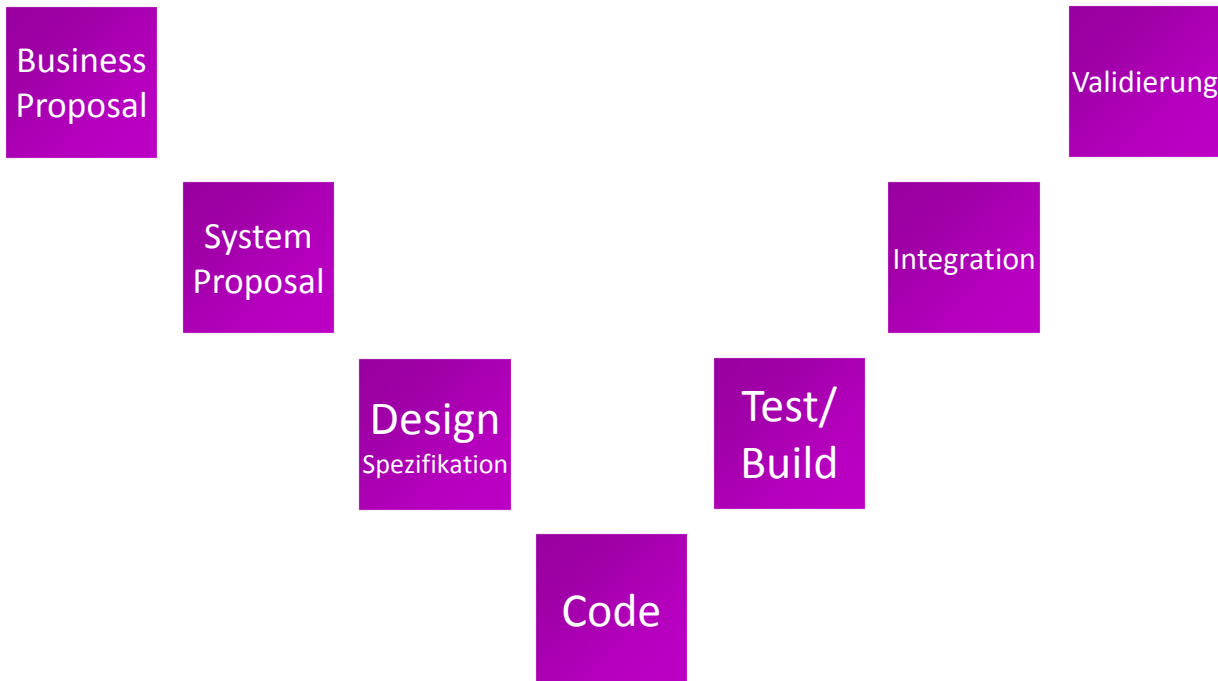 Business
Proposal
Validierung
System
Proposal
Integration
Design
Spezifikation
Test/
Build
Code